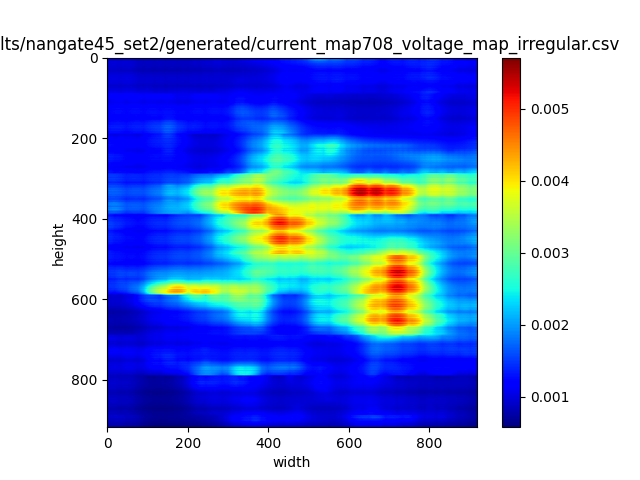 lts/nangate45_set2/generated/current_map708_voltage_map_irregular.csv
0
200
400
600
800
height
0 200 400 600 800
width
0.005
0.004
0.003
0.002
0.001